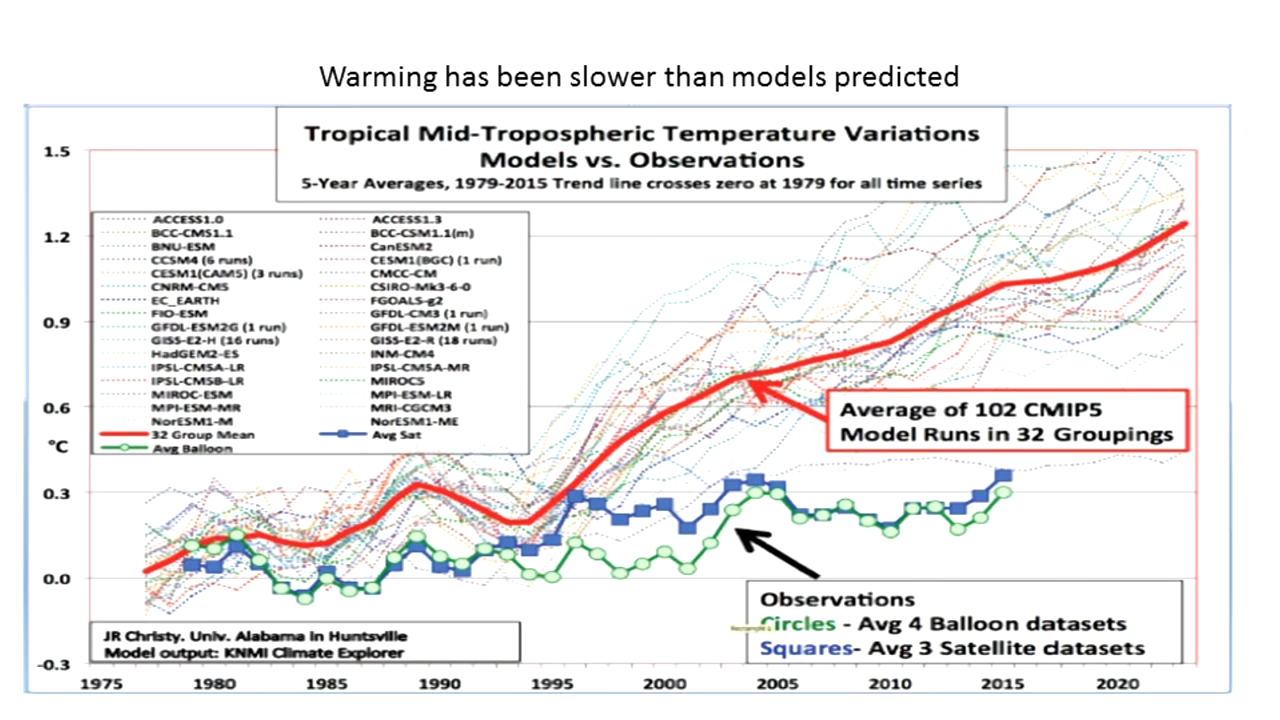 Warming has been slower than models predicted
Tropical Mid-Tropospheric Temperature Variations
Models vs. Observations
5-Year Averages, 1979-2015 Trend line crosses zero at 1979 for all time series
1.5
1.2
0.9
0.6
°C
0.3
0.0
-0.3
ACCESS1.0 ACCESS1.3
BCC-CMS1.1 BCC-CSM1.1(m)
BNU-ESM CanESM2
CCSM4 (6 runs) CESM1(BGC) (1 run)
CESM1(CAM5) (3 runs) CMCC-CM
CNRM-CM5 CSIRO-Mk3-6-0
EC_EARTH FGOALS-g2
FIO-ESM GFDL-CM3 (1 run)
GFDL-ESM2G (1 run) GFDL-ESM2M (1 run)
GISS-E2-H (16 runs) GISS-E2-R (18 runs)
HadGEM2-ES INM-CM4
IPSL-CM5A-LR IPSL-CM5A-MR
IPSL-CM5B-LR MIROC5
MIROC-ESM MPI-ESM-LR
MPI-ESM-MR MRI-CGCM3
NorESM1-M NorESM1-ME
32 Group Mean Avg Sat
Avg Balloon
Average of 102 CMIP5
Model Runs in 32 Groupings
Observations
Circles - Avg 4 Balloon datasets
Squares- Avg 3 Satellite datasets
JR Christy. Univ. Alabama in Huntsville
Model output: KNMI Climate Explorer
1975 1980 1985 1990 1995 2000 2005 2010 2015 2020